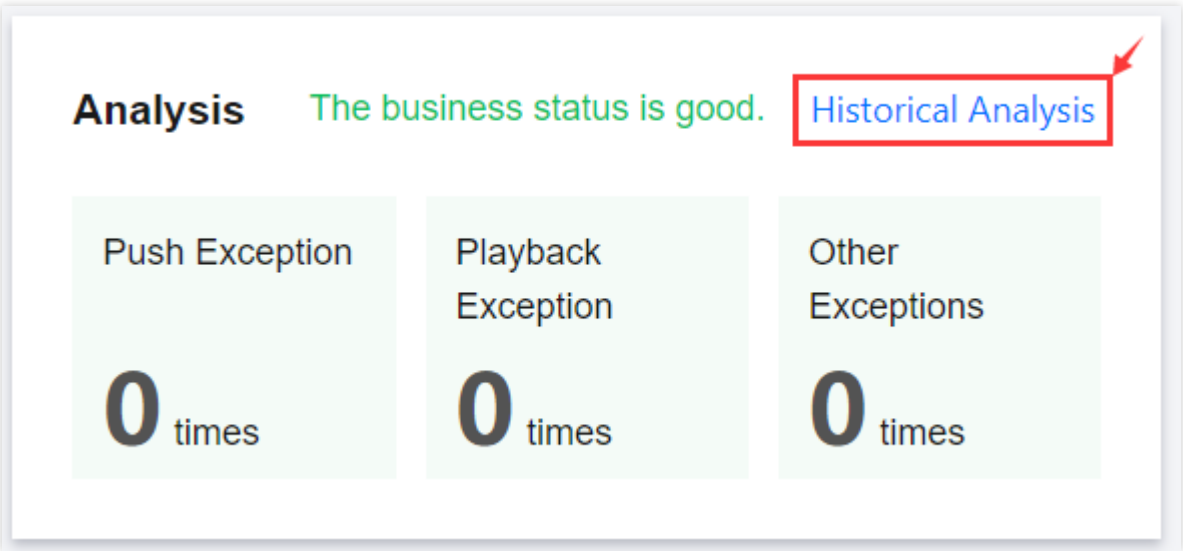 Analysis The business status is good. Historical Analysis
Push Exception
0 times
Playback
Exception
0 times
Other
Exceptions
0 times